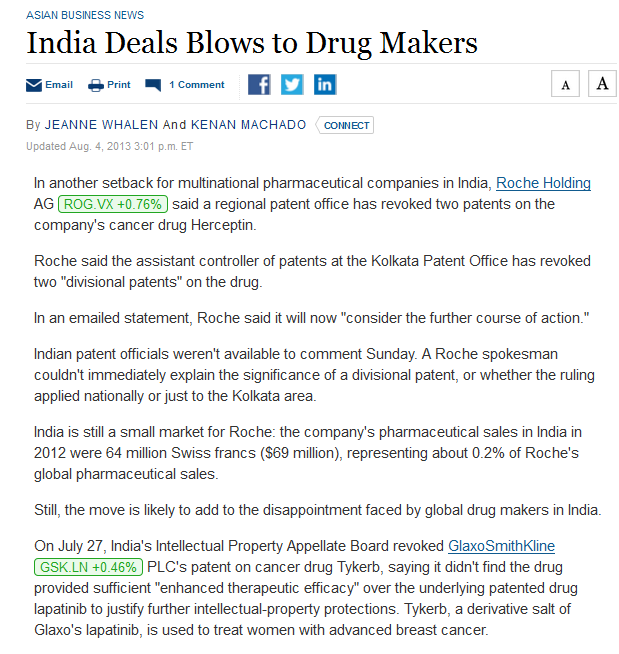 ASIAN BUSINESS NEWS
India Deals Blows to Drug Makers
Email Print 1 Comment f in A A
By JEANNE WHALEN And KENAN MACHADO CONNECT
Updated Aug. 4, 2013 3:01 p.m. ET
In another setback for multinational pharmaceutical companies in India, Roche Holding
AG ROG.VX +0.76% said a regional patent office has revoked two patents on the
company's cancer drug Herceptin.
Roche said the assistant controller of patents at the Kolkata Patent Office has revoked
two "divisional patents" on the drug.
In an emailed statement, Roche said it will now "consider the further course of action."
Indian patent officials weren't available to comment Sunday. A Roche spokesman
couldn't immediately explain the significance of a divisional patent, or whether the ruling
applied nationally or just to the Kolkata area.
India is still a small market for Roche: the company's pharmaceutical sales in India in
2012 were 64 million Swiss francs ($69 million), representing about 0.2% of Roche's
global pharmaceutical sales.
Still, the move is likely to add to the disappointment faced by global drug makers in India.
On July 27, India's Intellectual Property Appellate Board revoked GlaxoSmithKline
GSK.LN +0.46% PLC's patent on cancer drug Tykerb, saying it didn't find the drug
provided sufficient "enhanced therapeutic efficacy" over the underlying patented drug
lapatinib to justify further intellectual-property protections. Tykerb, a derivative salt of
Glaxo's lapatinib, is used to treat women with advanced breast cancer.